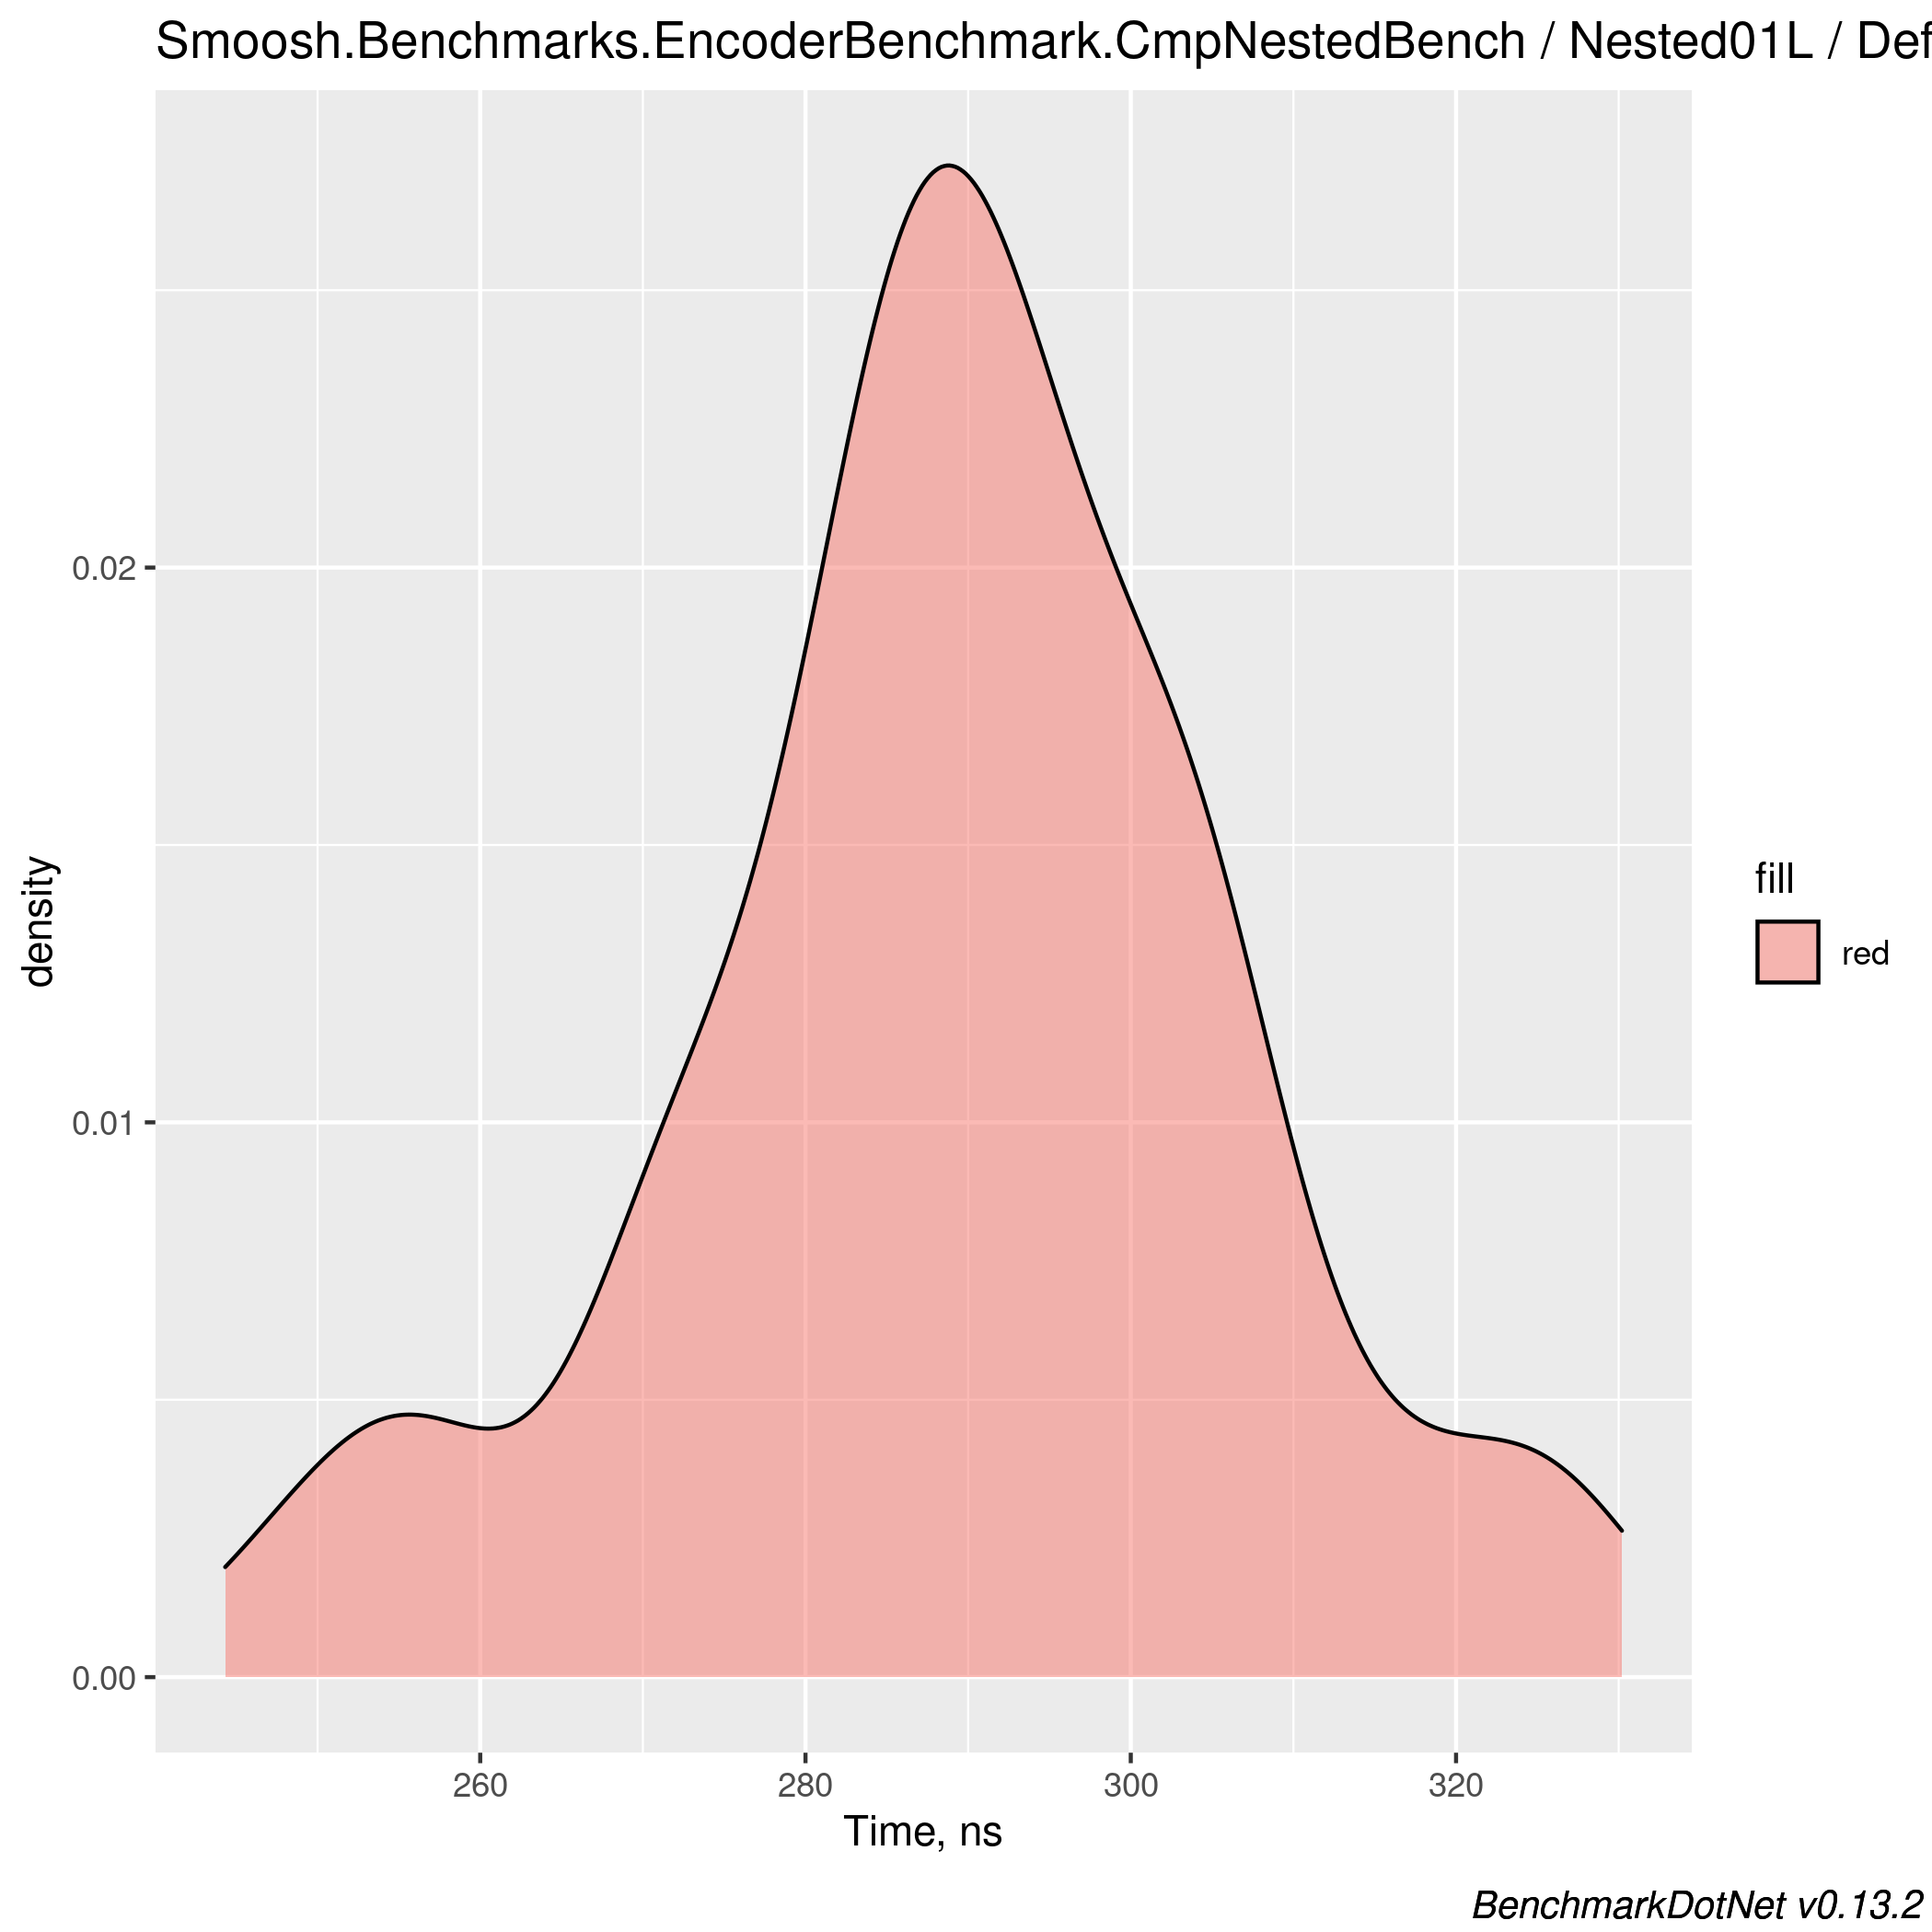 Smoosh.Benchmarks.EncoderBenchmark.CmpNestedBench / Nested01L / Def
density
0.02
0.01
0.00
260 280 300 320
Time, ns
fill
red
BenchmarkDotNet v0.13.2